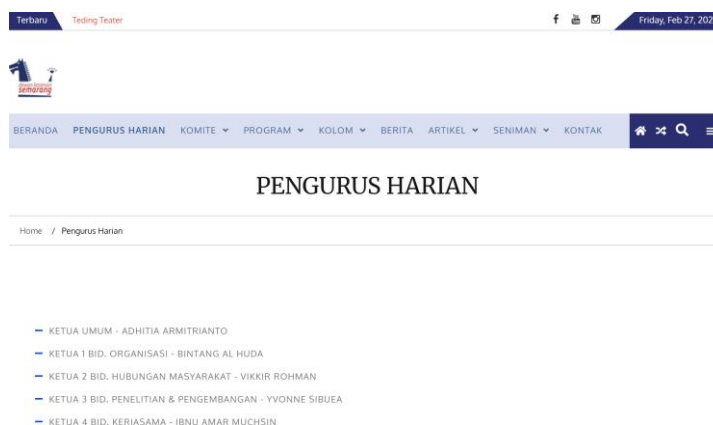 Terbaru Teding Teater Friday, Feb 27, 202
semarang
BERANDA PENGURUS HARIAN KOMITE PROGRAM KOLOM BERITA ARTIKEL SENIMAN KONTAK
PENGURUS HARIAN
Home / Pengurus Harian
KETUA UMUM - ADHITIA ARMITRIANTO
KETUA 1 BID. ORGANISASI - BINTANG AL HUDA
KETUA 2 BID. HUBUNGAN MASYARAKAT - VIKKIR ROHMAN
KETUA 3 BID. PENELITIAN & PENGEMBANGAN - YVONNE SIBUEA
KETUA 4 BID. KERJASAMA - IBNU AMAR MUCHSIN